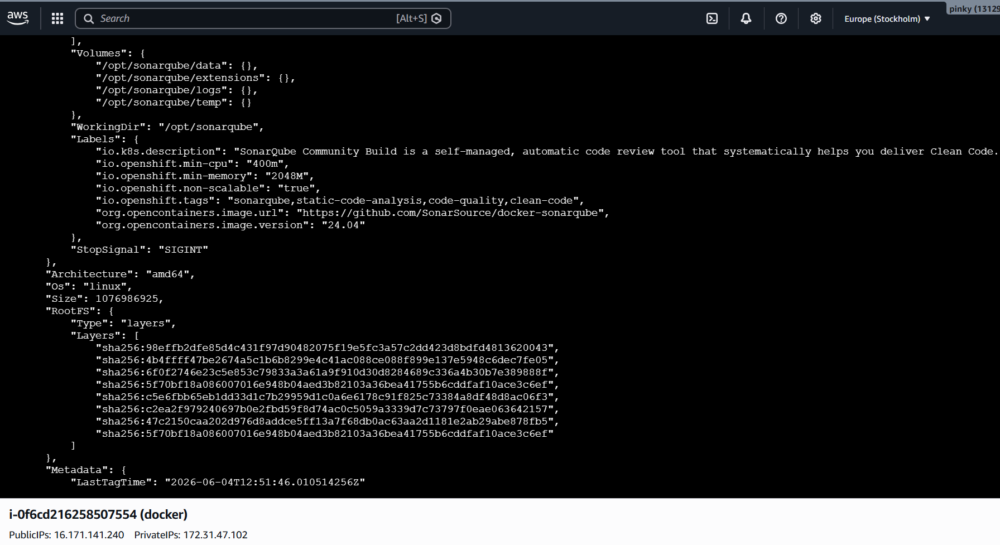 aws
Search
[Alt+S]
Europe (Stockholm)
pinky (13129
],
"Volumes": {
"/opt/sonarqube/data": {},
"/opt/sonarqube/extensions": {},
"/opt/sonarqube/logs": {},
"/opt/sonarqube/temp": {}
},
"WorkingDir": "/opt/sonarqube",
"Labels": {
"io.k8s.description": "SonarQube Community Build is a self-managed, automatic code review tool that systematically helps you deliver Clean Code.
"io.openshift.min-cpu": "400m",
"io.openshift.min-memory": "2048M",
"io.openshift.non-scalable": "true",
"io.openshift.tags": "sonarqube,static-code-analysis,code-quality,clean-code",
"org.opencontainers.image.url": "https://github.com/SonarSource/docker-sonarqube",
"org.opencontainers.image.version": "24.04"
},
"StopSignal": "SIGINT"
},
"Architecture": "amd64",
"Os": "linux",
"Size": 1076986925,
"RootFS": {
"Type": "layers",
"Layers": [
"sha256:98effb2dfe85d4c431f97d90482075f19e5fc3a57c2dd423d8bdfd4813620043",
"sha256:4b4ffff47be2674a5c1b6b8299e4c41ac088ce088f899e137e5948c6dec7fe05",
"sha256:6f0f2746e23c5e853c79833a3a61a9f910d30d8284689c336a4b30b7e389888f",
"sha256:5f70bf18a086007016e948b04aed3b82103a36bea41755b6cddfaf10ace3c6ef",
"sha256:c5e6fbb65eb1dd33d1c7b29959d1c0a6e6178c91f825c73384a8df48d8ac06f3",
"sha256:c2ea2f979240697b0e2fbd59f8d74ac0c5059a3339d7c73797f0eae063642157",
"sha256:47c2150caa202d976d8addce5ff13a7f68db0ac63aa2d1181e2ab29abe878fb5",
"sha256:5f70bf18a086007016e948b04aed3b82103a36bea41755b6cddfaf10ace3c6ef"
]
},
"Metadata": {
"LastTagTime": "2026-06-04T12:51:46.010514256Z"
i-0f6cd216258507554 (docker)
PublicIPs: 16.171.141.240 PrivateIPs: 172.31.47.102